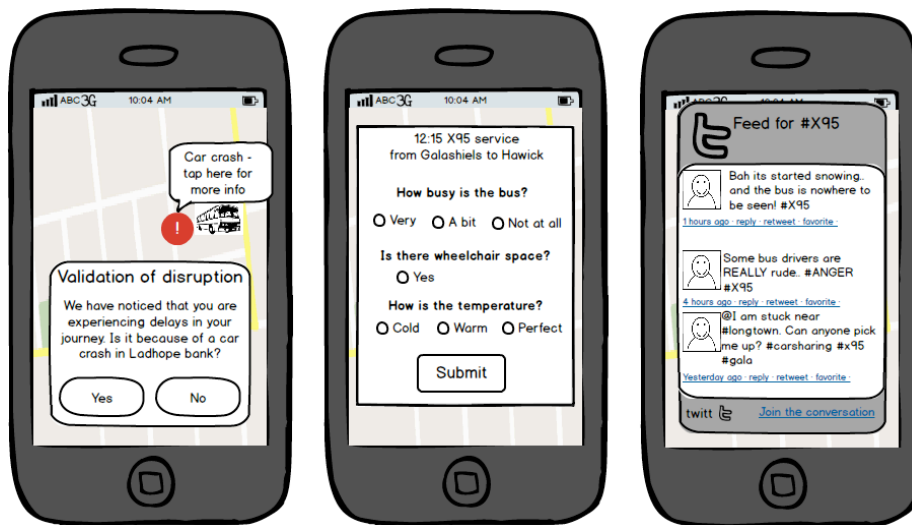 ABC 3G 10:04 AM
Car crash -
tap here for
more info
!
Validation of disruption
We have noticed that you are
experiencing delays in your
journey. Is it because of a car
crash in Ladhope bank?
Yes No
ABC 3G 10:04 AM
12:15 X95 service
from Galashiels to Hawick
How busy is the bus?
Very A bit Not at all
Is there wheelchair space?
Yes
How is the temperature?
Cold Warm Perfect
Submit
ABC 3G 10:04 AM
Feed for #X95
Bah its started snowing..
and the bus is nowhere to
be seen! #X95
1 hours ago · reply · retweet · favorite ·
Some bus drivers are
REALLY rude.. #ANGER
#X95
4 hours ago · reply · retweet · favorite ·
@I am stuck near
#longtown. Can anyone pick
me up? #carsharing #x95
#gala
Yesterday ago · reply · retweet · favorite ·
twitt Join the conversation